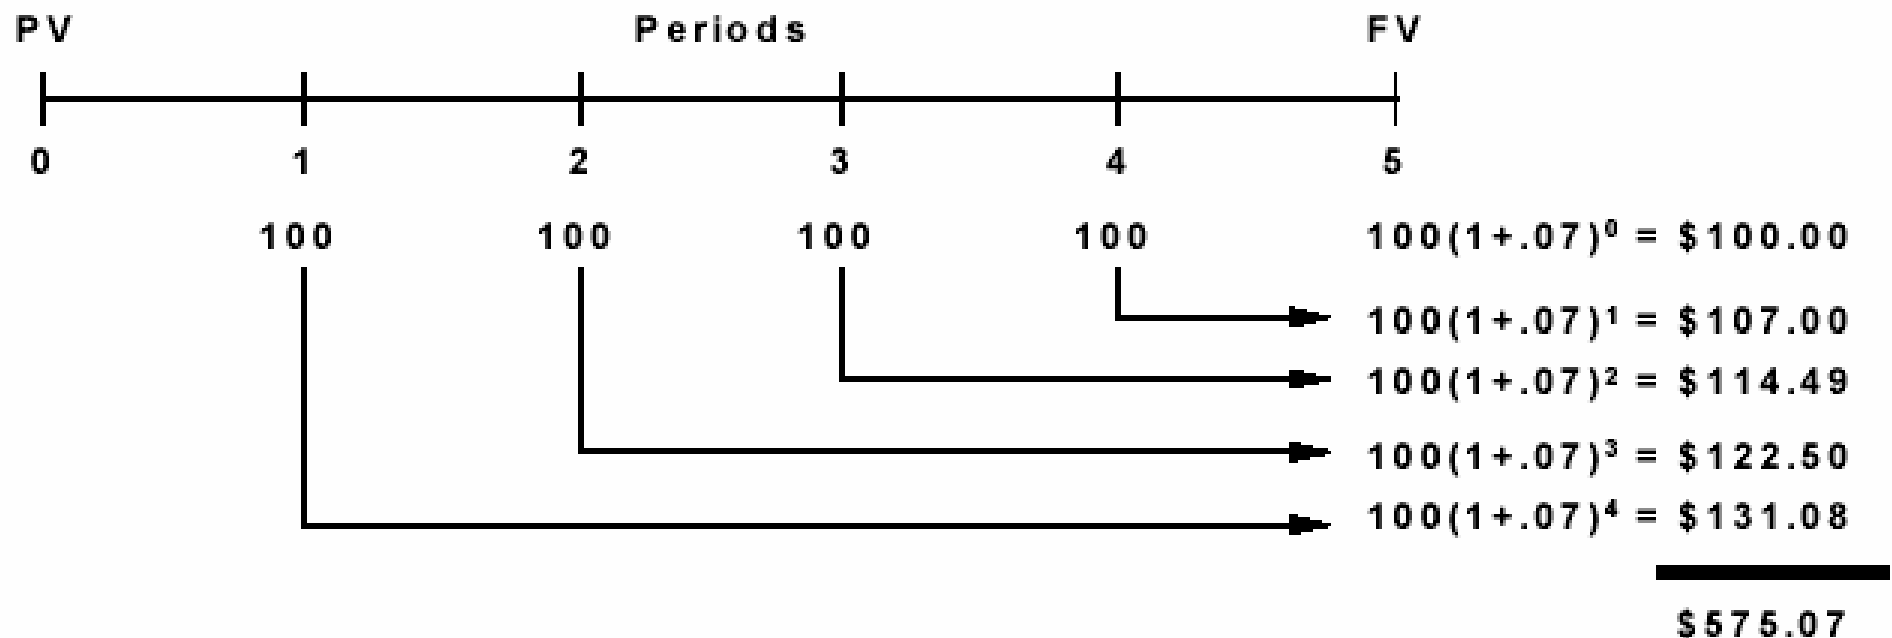 PV Periods FV
0 1 2 3 4 5
100 100 100 100 100(1+.07)⁰ = $100.00
100(1+.07)¹ = $107.00
100(1+.07)² = $114.49
100(1+.07)³ = $122.50
100(1+.07)⁴ = $131.08
$575.07